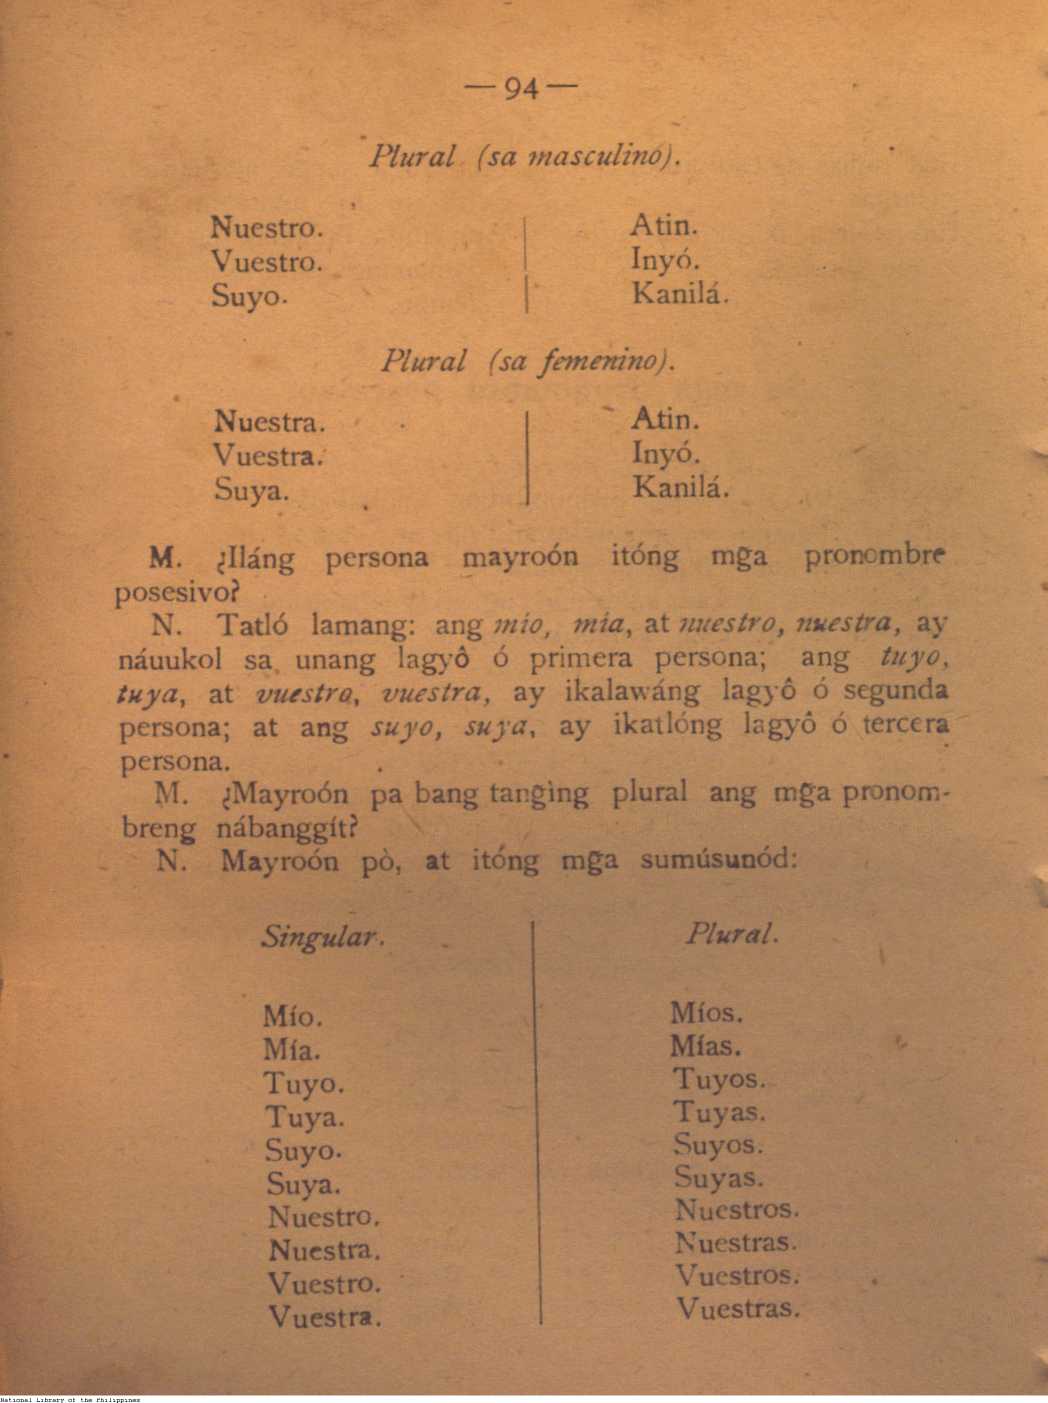 — 94 —
Plural (sa masculino).
Nuestro. Atin.
Vuestro. Inyó.
Suyo. Kanilá.
Plural (sa femenino).
Nuestra. Atin.
Vuestra. Inyó.
Suya. Kanilá.
M. ¿Iláng persona mayroón itóng mg̃a pronombre
posesivo?
N. Tatló lamang: ang mío, mía, at nuestro, nuestra, ay
náuukol sa unang lagyô ó primera persona; ang tuyo,
tuya, at vuestro, vuestra, ay ikalawáng lagyô ó segunda
persona; at ang suyo, suya, ay ikatlóng lagyô ó tercera
persona.
M. ¿Mayroón pa bang tang̃ing plural ang mg̃a pronom-
breng nábanggít?
N. Mayroón pò, at itóng mg̃a sumúsunód:
Singular. Plural.
Mío. Míos.
Mía. Mías.
Tuyo. Tuyos.
Tuya. Tuyas.
Suyo. Suyos.
Suya. Suyas.
Nuestro. Nuestros.
Nuestra. Nuestras.
Vuestro. Vuestros.
Vuestra. Vuestras.
National Library of the Philippines